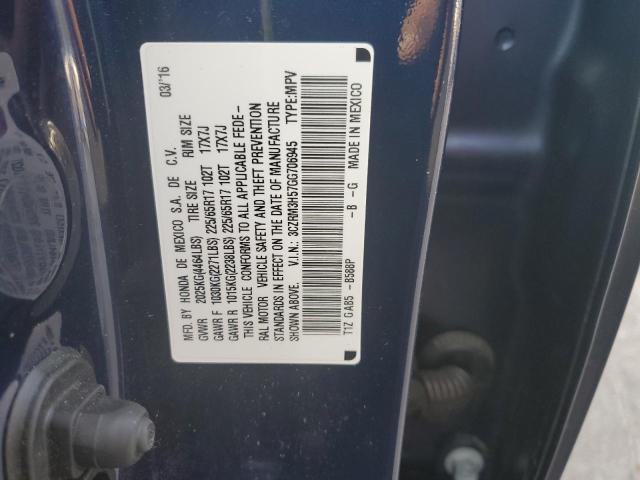 MFD. BY HONDA DE MEXICO S.A. DE C.V. 03/'16
GVWR 2025KG(4464LBS) TIRE SIZE RIM SIZE
GAWR F 1030KG(2271LBS) 225/65R17 102T 17X7J
GAWR R 1015KG(2238LBS) 225/65R17 102T 17X7J
THIS VEHICLE CONFORMS TO ALL APPLICABLE FEDE-
RAL MOTOR VEHICLE SAFETY AND THEFT PREVENTION
STANDARDS IN EFFECT ON THE DATE OF MANUFACTURE
SHOWN ABOVE. V.I.N.: 3CZRM3H57GG706945 TYPE:MPV
T1Z GAB5 -B588P -B -G MADE IN MEXICO